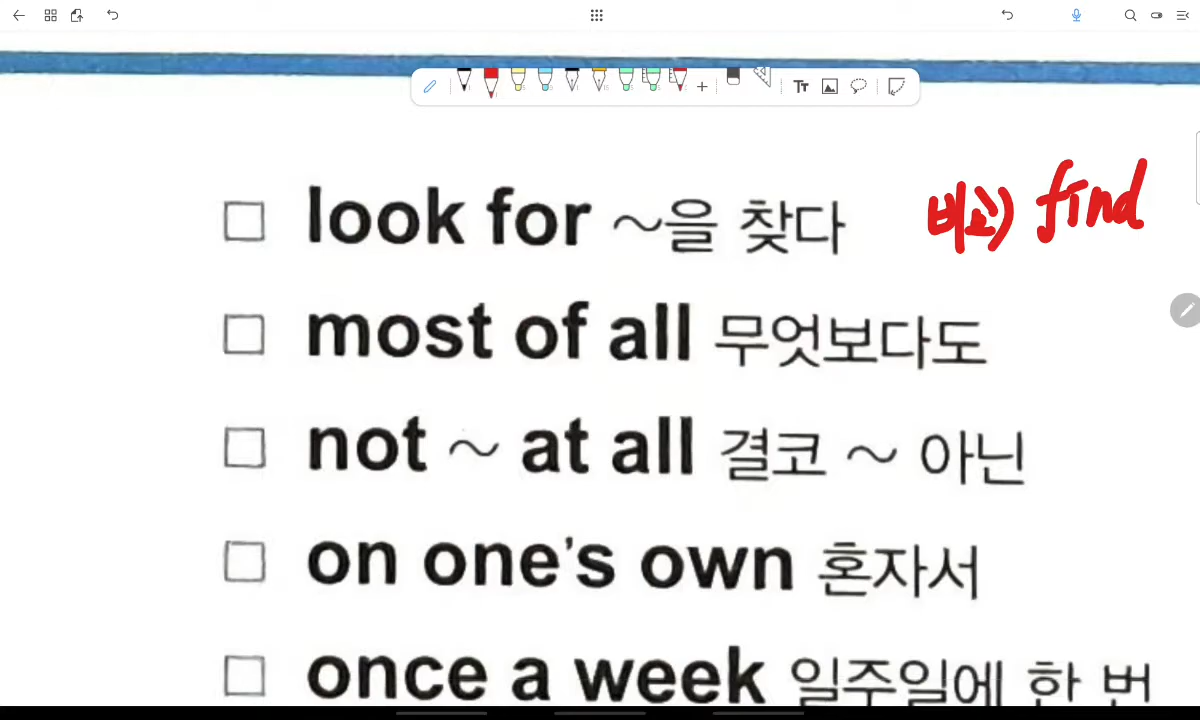 look for ~을 찾다 비교) find
most of all 무엇보다도
not ~ at all 결코 ~ 아닌
on one's own 혼자서
once a week 일주일에 한 번